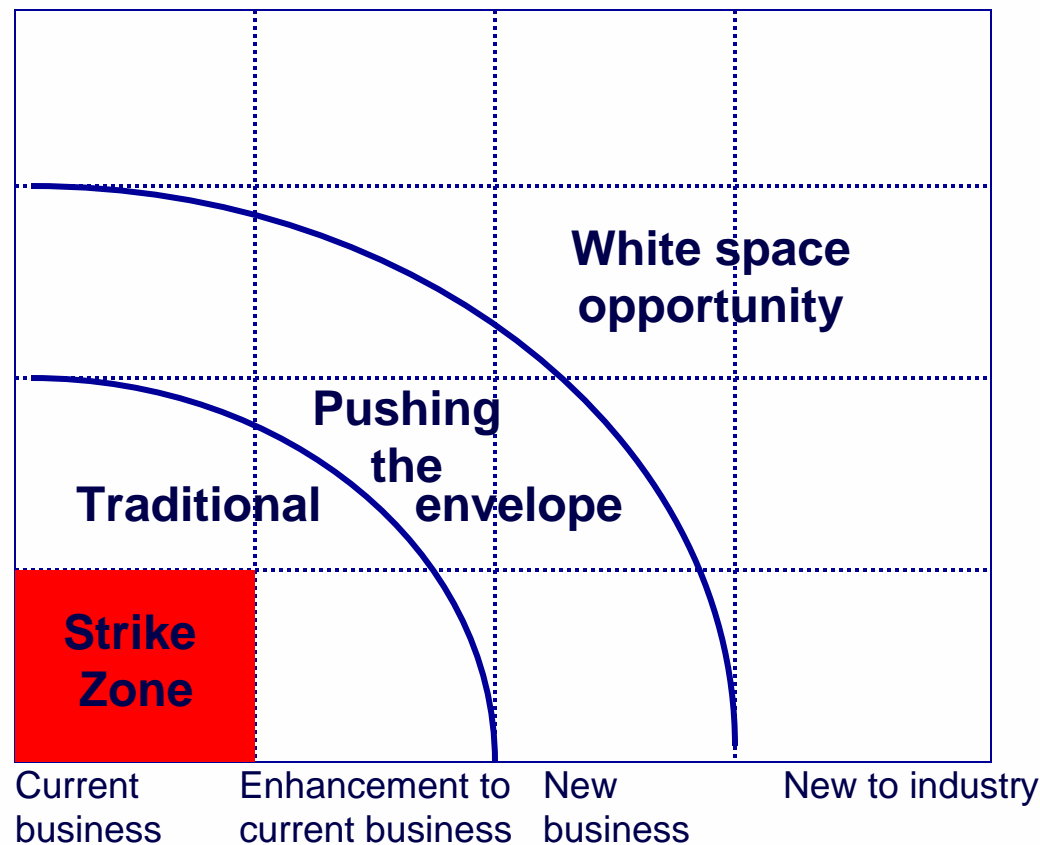 White space
opportunity
Pushing
the
envelope
Traditional
Strike
Zone
Current
business
Enhancement to
current business
New
business
New to industry